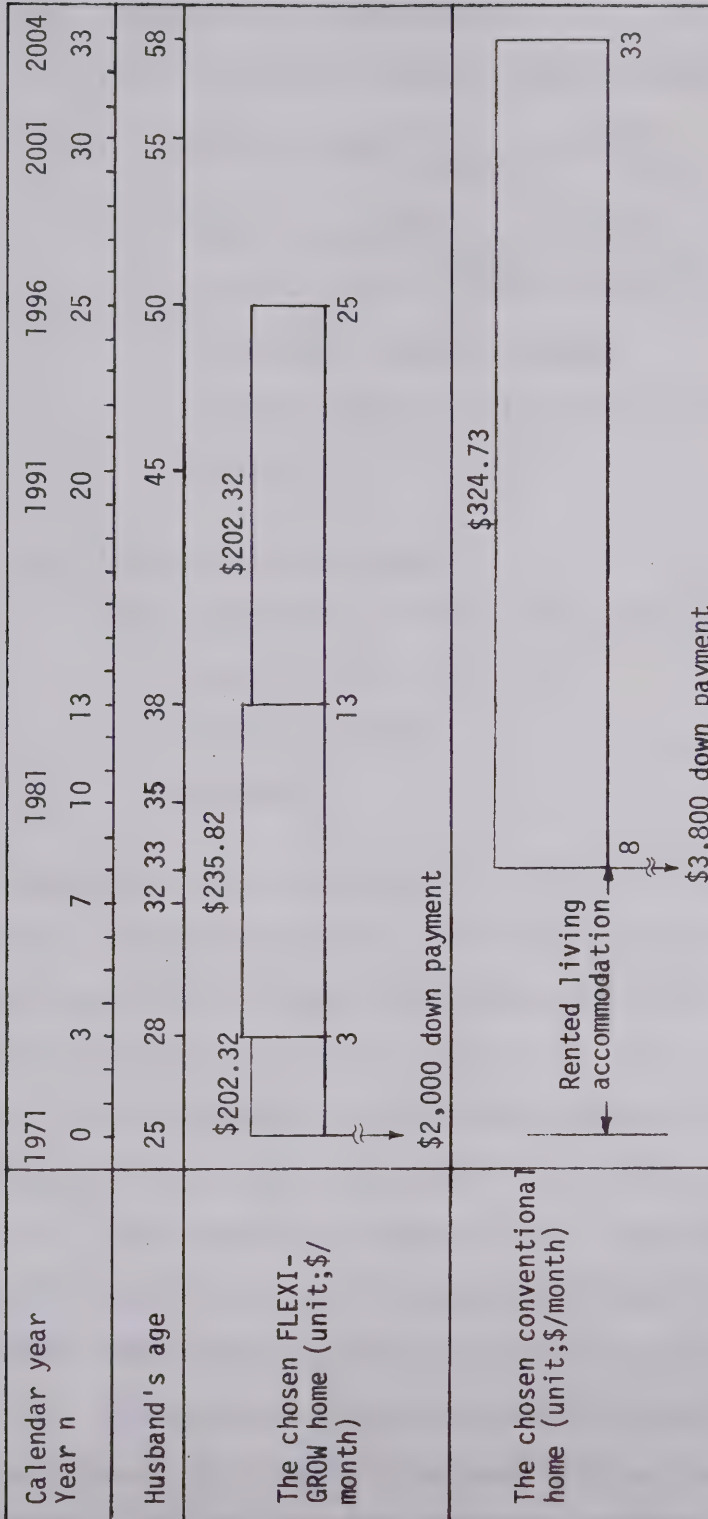 Calendar year 1971 1981 1991 1996 2001 2004
Year n 0 3 7 10 13 20 25 30 33
Husband's age 25 28 32 33 35 38 45 50 55 58
The chosen FLEXI-
GROW home (unit;$/
month)
$202.32 $235.82 $202.32
3 13 25
$2,000 down payment
The chosen conventional
home (unit;$/month)
$324.73
Rented living
accommodation
8 33
$3,800 down payment